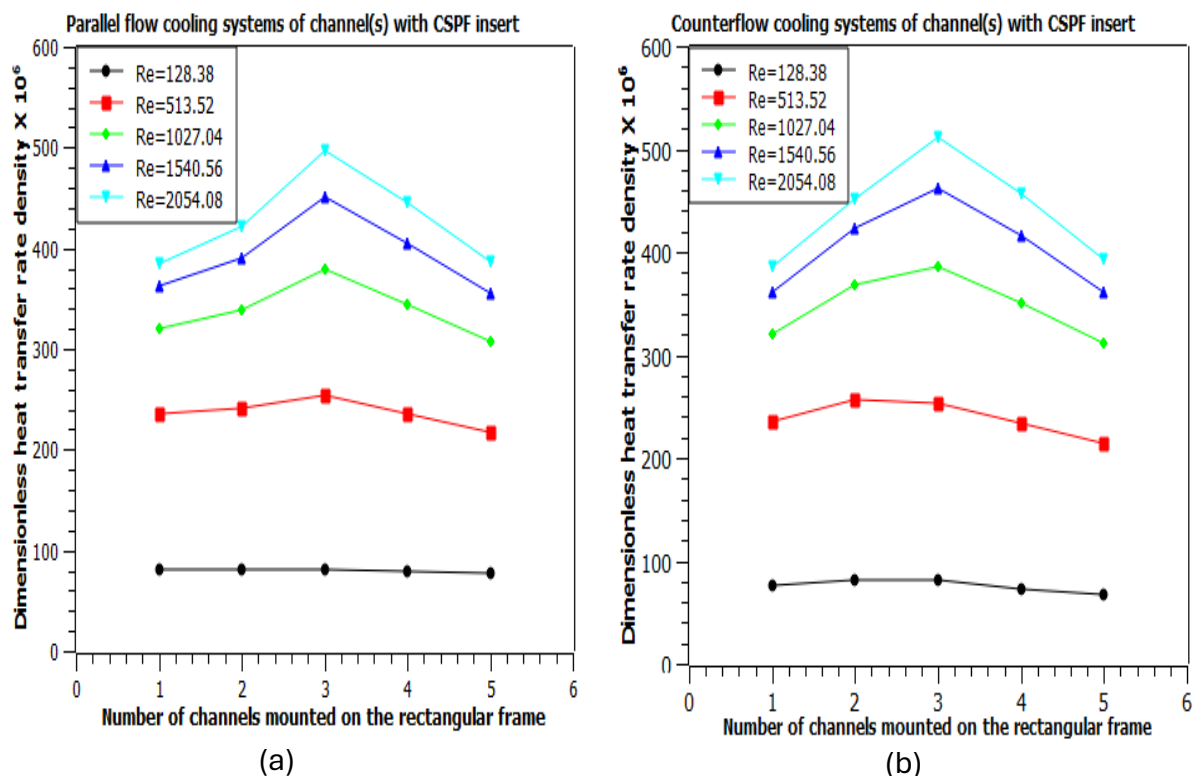 Parallel flow cooling systems of channel(s) with CSPF insert
Dimensionless heat transfer rate density X 10⁶
600
500
400
300
200
100
0
Re=128.38
Re=513.52
Re=1027.04
Re=1540.56
Re=2054.08
0 1 2 3 4 5 6
Number of channels mounted on the rectangular frame
(a)
Counterflow cooling systems of channel(s) with CSPF insert
Dimensionless heat transfer rate density X 10⁶
600
500
400
300
200
100
0
Re=128.38
Re=513.52
Re=1027.04
Re=1540.56
Re=2054.08
0 1 2 3 4 5 6
Number of channels mounted on the rectangular frame
(b)